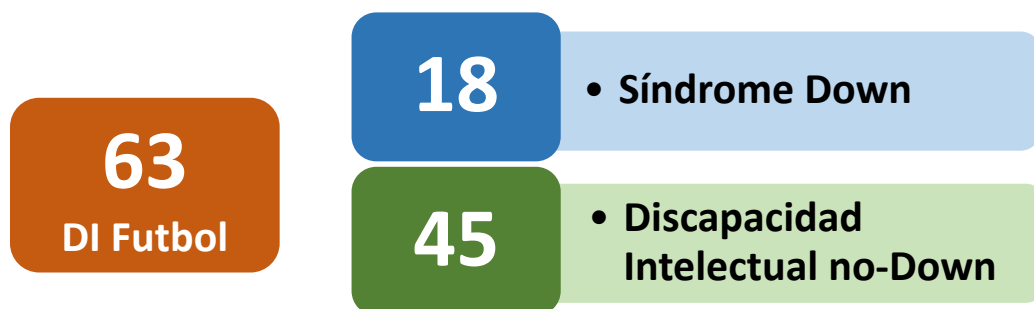 63
DI Futbol
18
• Síndrome Down
45
• Discapacidad
Intelectual no-Down